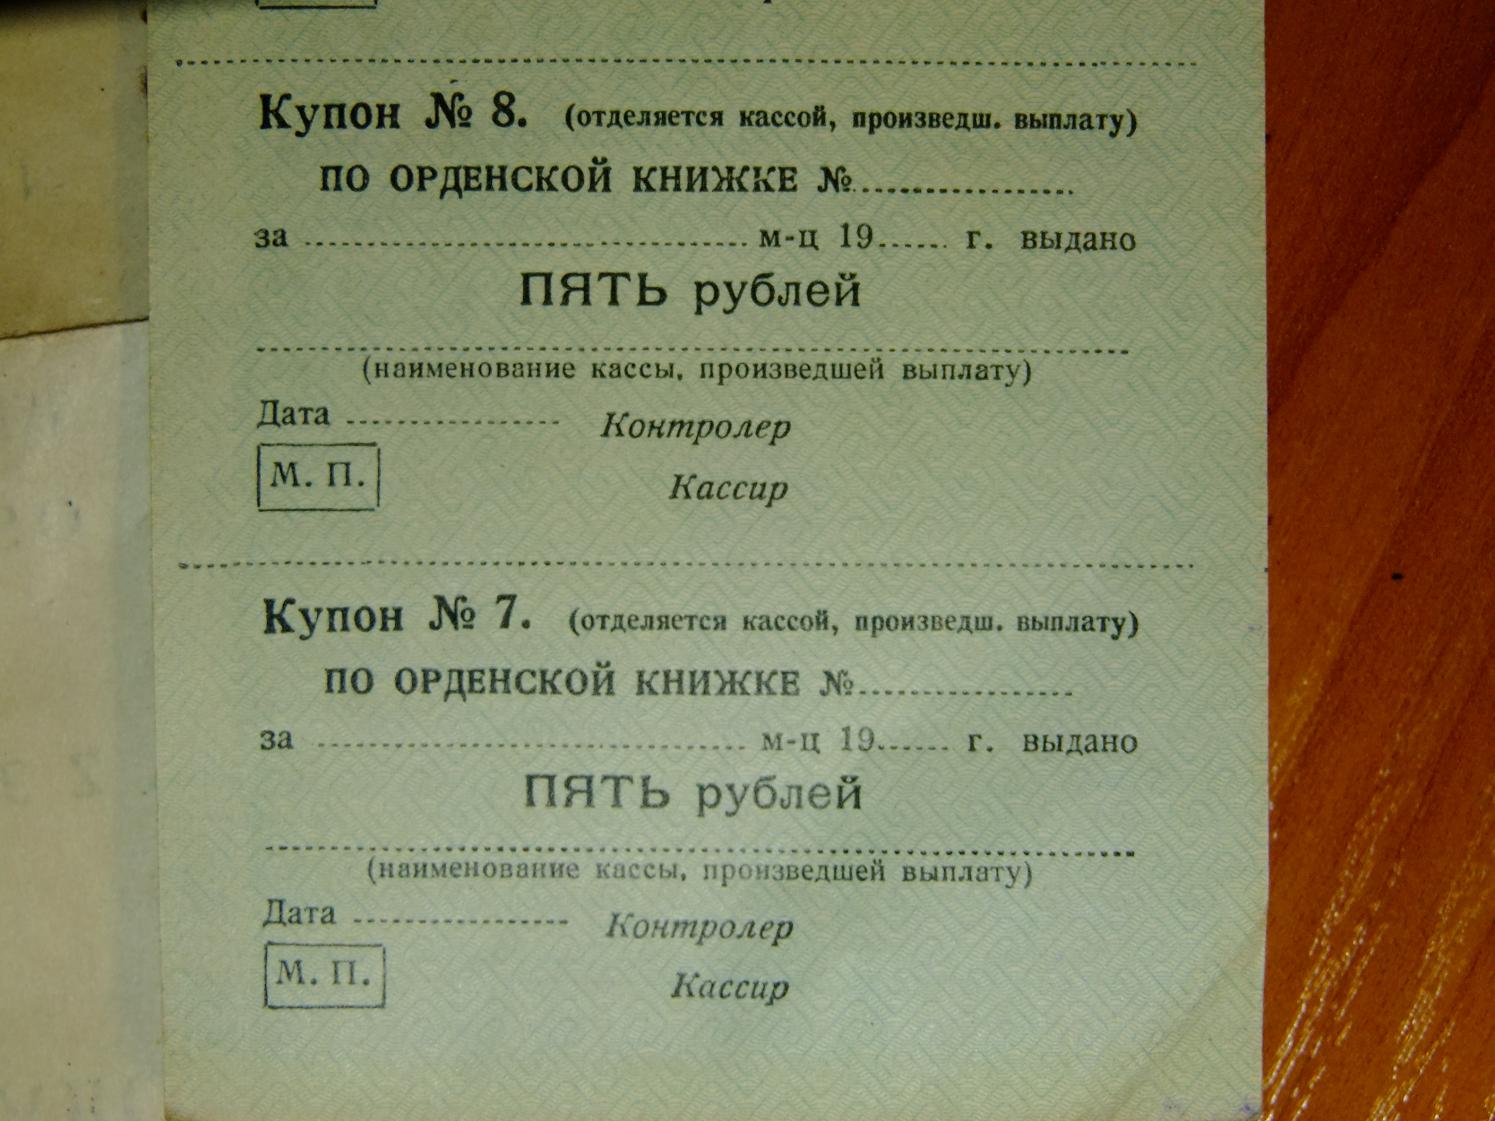 Купон № 8. (отделяется кассой, произведш. выплату)
ПО ОРДЕНСКОЙ КНИЖКЕ №..................
за .................................... м-ц 19...... г. выдано
ПЯТЬ рублей
(наименование кассы, произведшей выплату)
Дата ................. Контролер
М. П.
Кассир
Купон № 7. (отделяется кассой, произведш. выплату)
ПО ОРДЕНСКОЙ КНИЖКЕ №..................
за .................................... м-ц 19...... г. выдано
ПЯТЬ рублей
(наименование кассы, произведшей выплату)
Дата ................. Контролер
М. П.
Кассир